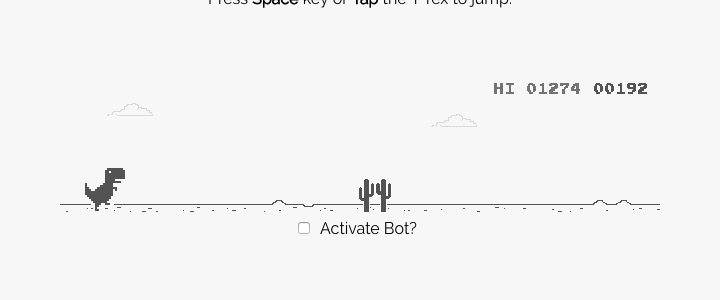 Press Space key or Tap the T-rex to jump.
HI 01274 00192
Activate Bot?